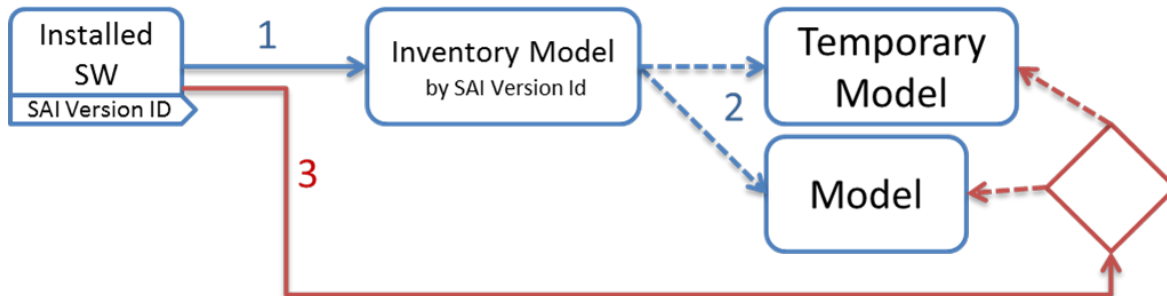 Installed
SW
SAI Version ID
1
Inventory Model
by SAI Version Id
2
Temporary
Model
Model
3